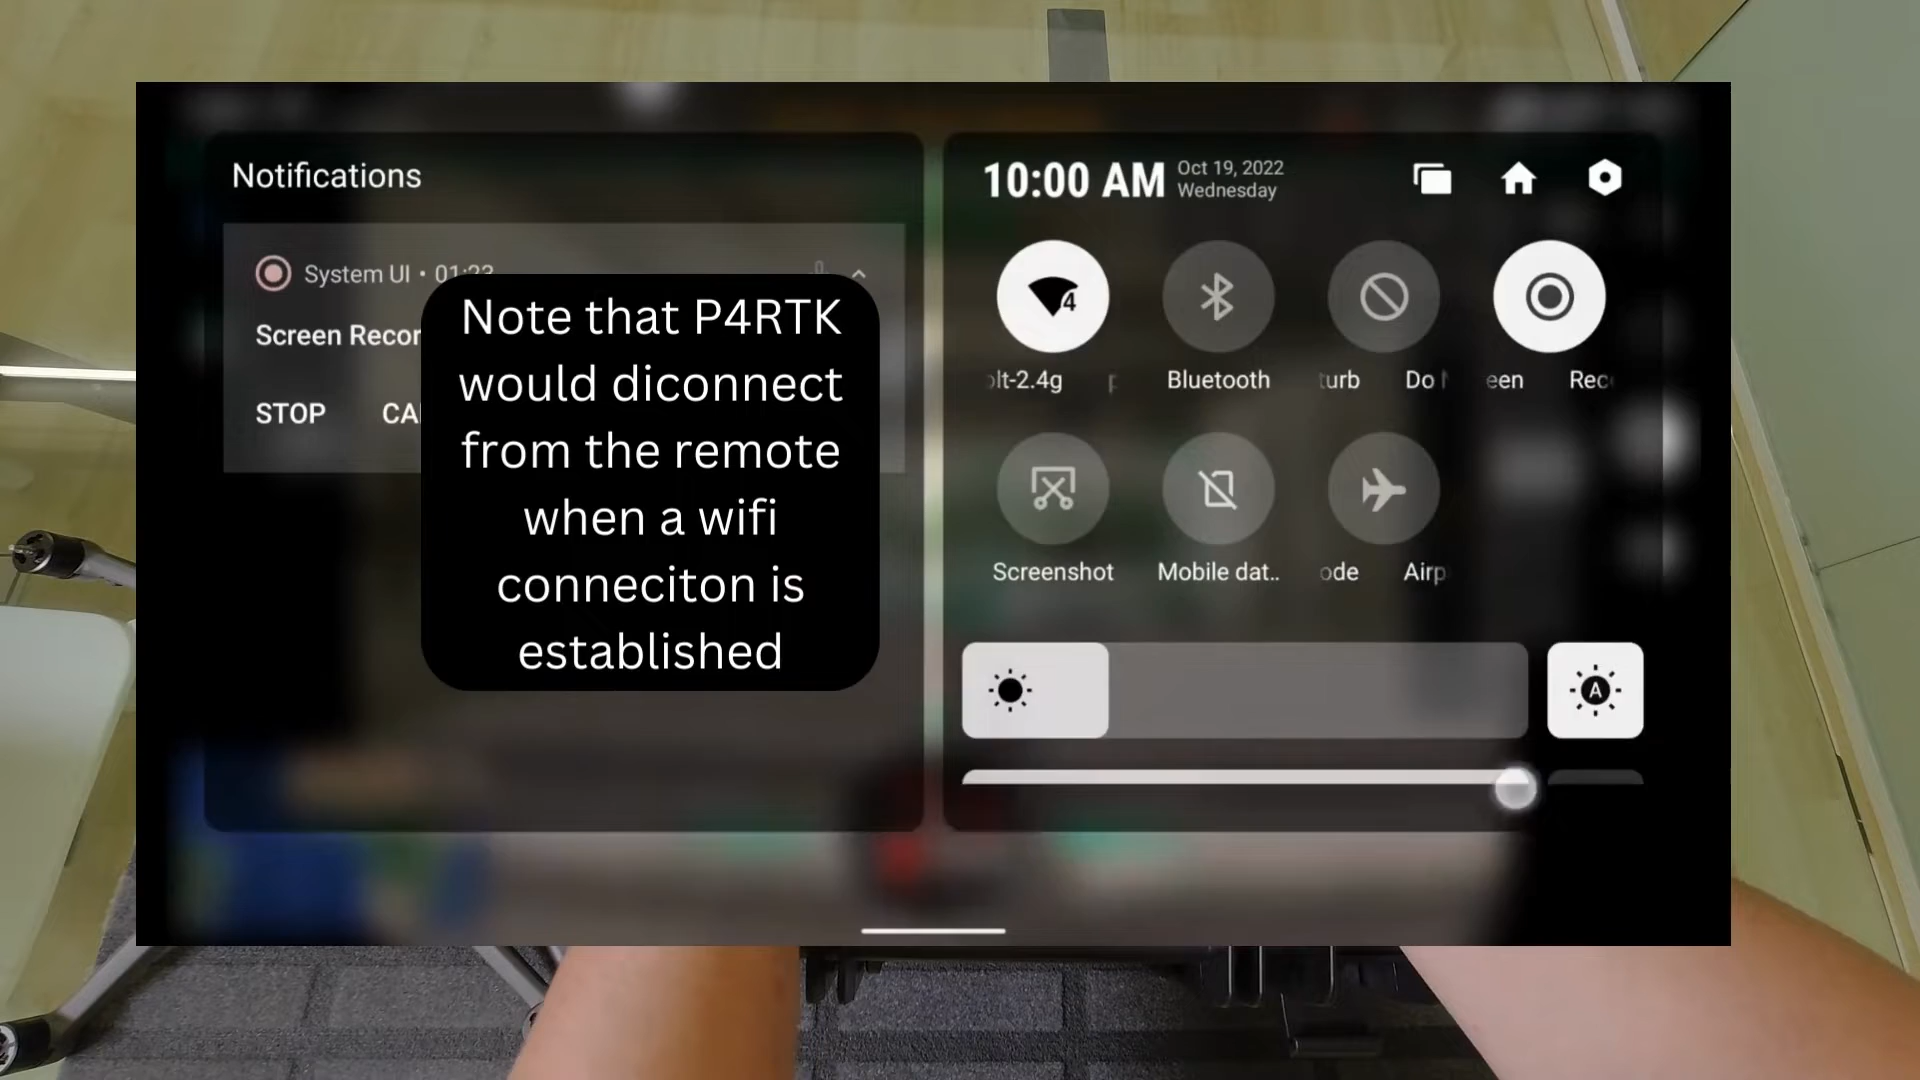 Notifications
10:00 AM
Oct 19, 2022
Wednesday
System UI • 01:23
Screen Recor
STOP
Note that P4RTK
would diconnect
from the remote
when a wifi
conneciton is
established
4
lt-2.4g
Bluetooth
turb Do
een Rec
Screenshot
Mobile dat..
ode Airp
A